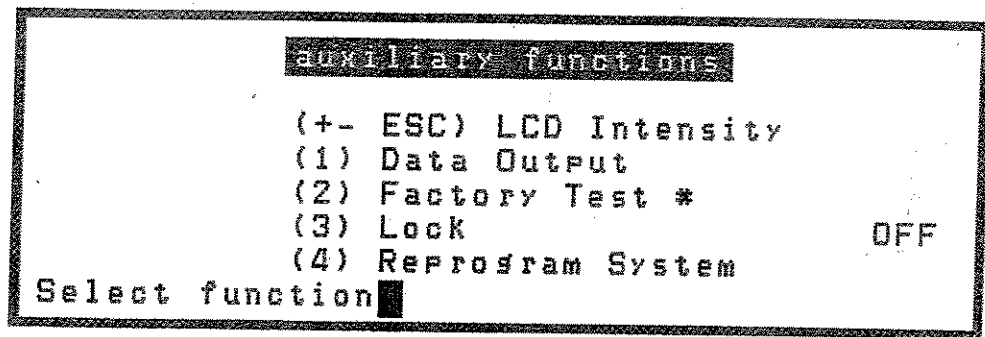 auxiliary functions
(+- ESC) LCD Intensity
(1) Data Output
(2) Factory Test *
(3) Lock OFF
(4) Reprogram System
Select function